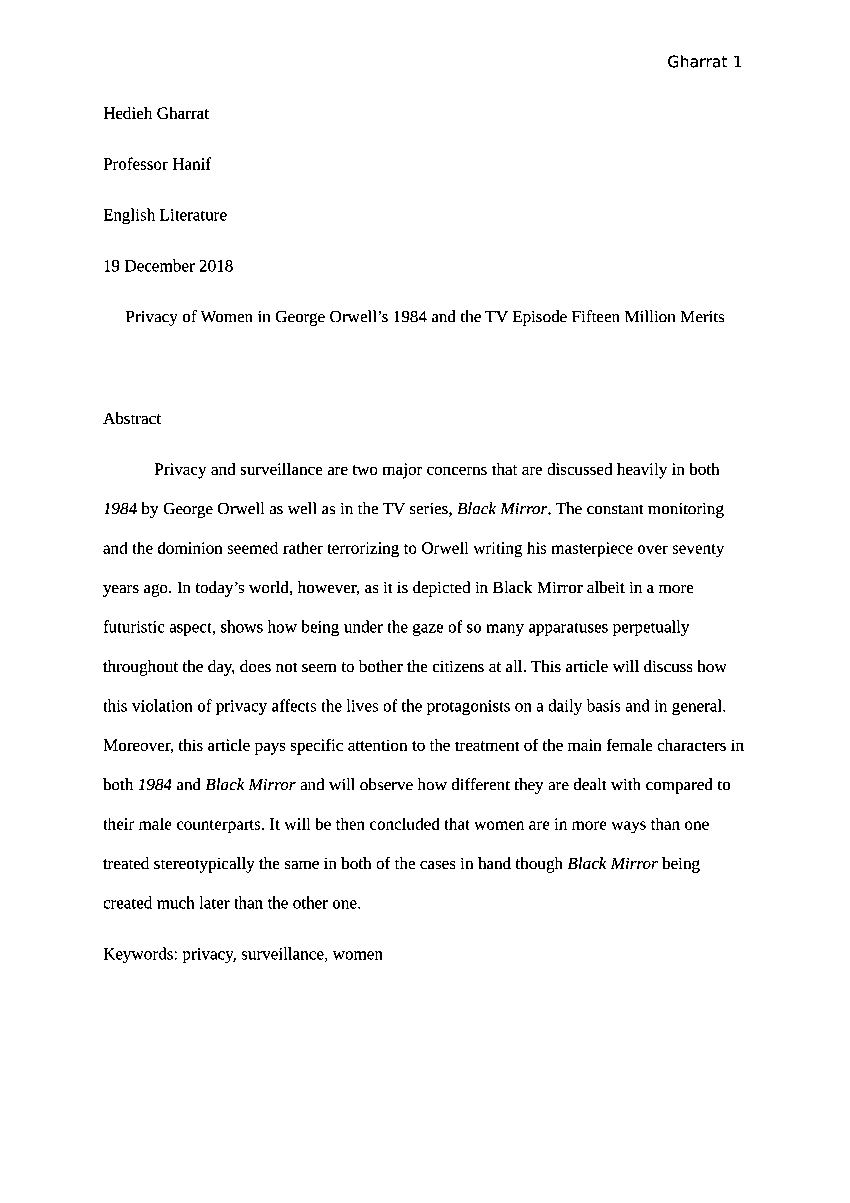 Gharrat 1
Hedieh Gharrat
Professor Hanif
English Literature
19 December 2018
Privacy of Women in George Orwell’s 1984 and the TV Episode Fifteen Million Merits
Abstract
Privacy and surveillance are two major concerns that are discussed heavily in both
1984 by George Orwell as well as in the TV series, Black Mirror. The constant monitoring
and the dominion seemed rather terrorizing to Orwell writing his masterpiece over seventy
years ago. In today’s world, however, as it is depicted in Black Mirror albeit in a more
futuristic aspect, shows how being under the gaze of so many apparatuses perpetually
throughout the day, does not seem to bother the citizens at all. This article will discuss how
this violation of privacy affects the lives of the protagonists on a daily basis and in general.
Moreover, this article pays specific attention to the treatment of the main female characters in
both 1984 and Black Mirror and will observe how different they are dealt with compared to
their male counterparts. It will be then concluded that women are in more ways than one
treated stereotypically the same in both of the cases in hand though Black Mirror being
created much later than the other one.
Keywords: privacy, surveillance, women